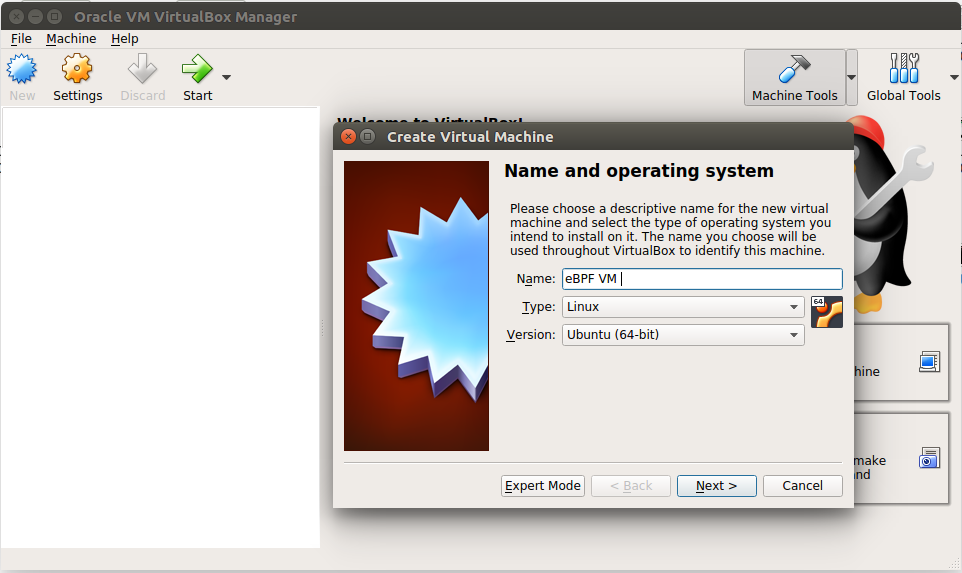 Oracle VM VirtualBox Manager
File Machine Help
New Settings Discard Start Machine Tools Global Tools
Welcome to VirtualBox!
Create Virtual Machine
Name and operating system
Please choose a descriptive name for the new virtual
machine and select the type of operating system you
intend to install on it. The name you choose will be
used throughout VirtualBox to identify this machine.
Name: eBPF VM
Type: Linux
64
Version: Ubuntu (64-bit)
hine
make
nd
Expert Mode < Back Next > Cancel